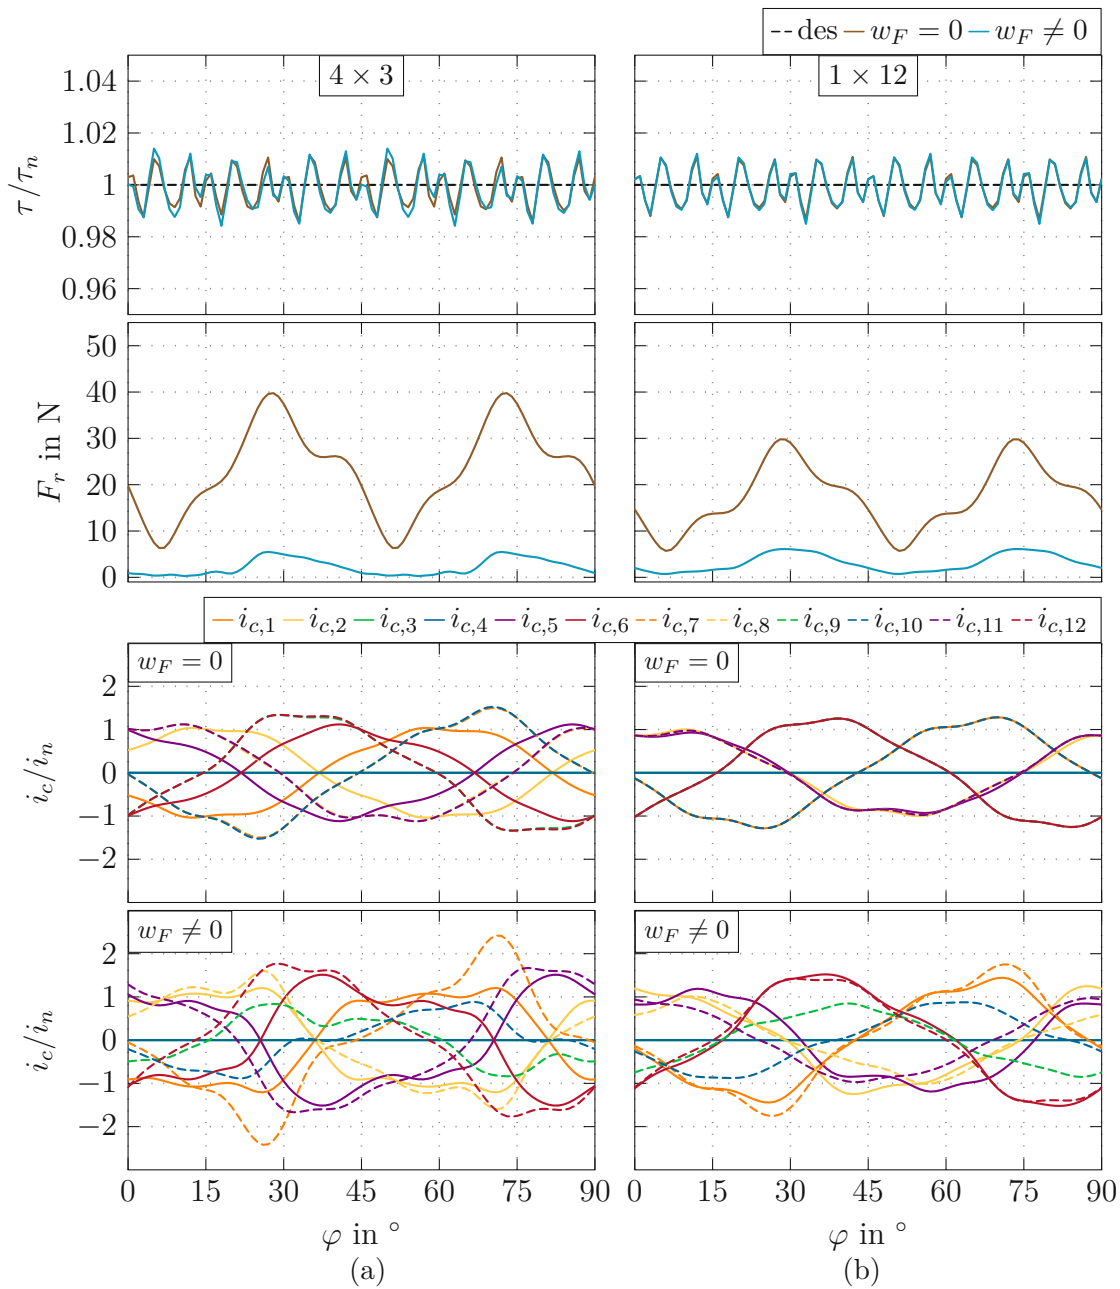 des w_F = 0 w_F ≠ 0
4 × 3 1 × 12
τ/τ_n
1.04
1.02
1
0.98
0.96
F_r in N
50
40
30
20
10
0
i_{c,1} i_{c,2} i_{c,3} i_{c,4} i_{c,5} i_{c,6} i_{c,7} i_{c,8} i_{c,9} i_{c,10} i_{c,11} i_{c,12}
w_F = 0 w_F = 0
i_c/i_n
2
1
0
−1
−2
w_F ≠ 0 w_F ≠ 0
i_c/i_n
2
1
0
−1
−2
0 15 30 45 60 75 90 0 15 30 45 60 75 90
φ in ° φ in °
(a) (b)